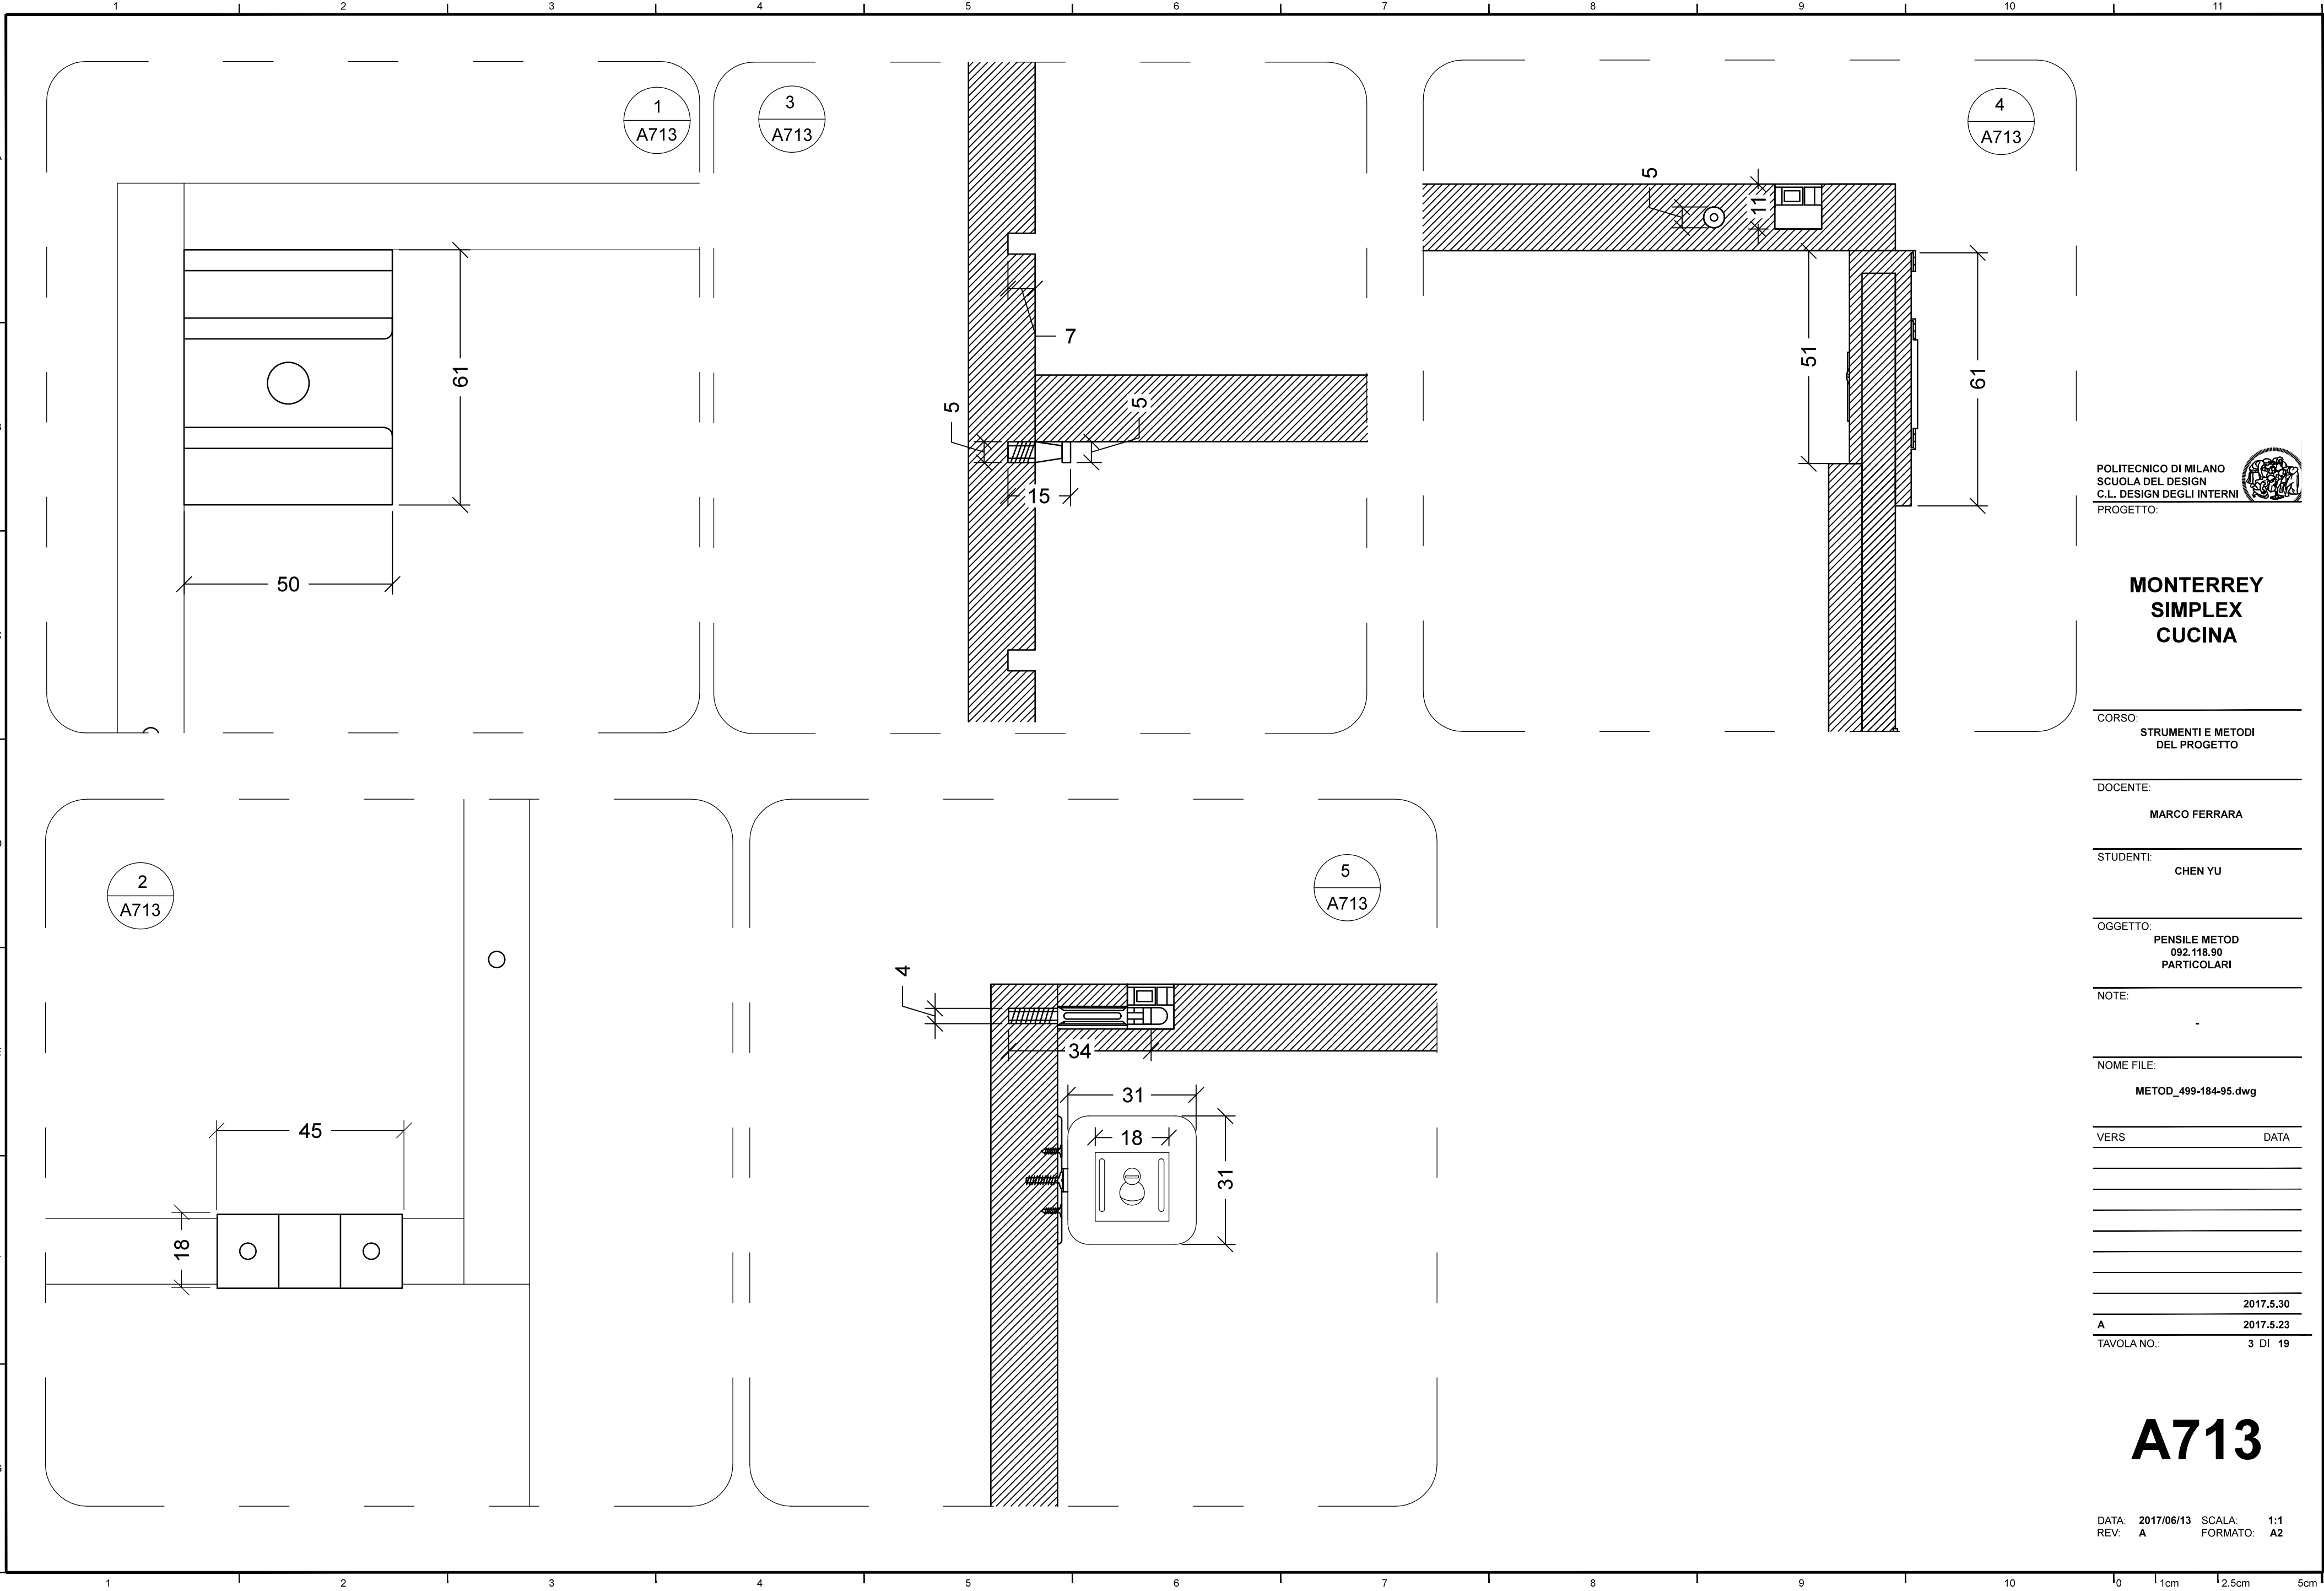 1 2 3 4 5 6 7 8 9 10 11
1
A713
61
50
3
A713
7
5
5
15
4
A713
5
11
51
61
2
A713
45
18
5
A713
4
34
31
18
31
POLITECNICO DI MILANO
SCUOLA DEL DESIGN
C.L. DESIGN DEGLI INTERNI
PROGETTO:
MONTERREY
SIMPLEX
CUCINA
CORSO:
STRUMENTI E METODI
DEL PROGETTO
DOCENTE:
MARCO FERRARA
STUDENTI:
CHEN YU
OGGETTO:
PENSILE METOD
092.118.90
PARTICOLARI
NOTE:
-
NOME FILE:
METOD_499-184-95.dwg
VERS DATA
2017.5.30
A 2017.5.23
TAVOLA NO.: 3 DI 19
A713
DATA: 2017/06/13 SCALA: 1:1
REV: A FORMATO: A2
1 2 3 4 5 6 7 8 9 10 0 1cm 2.5cm 5cm